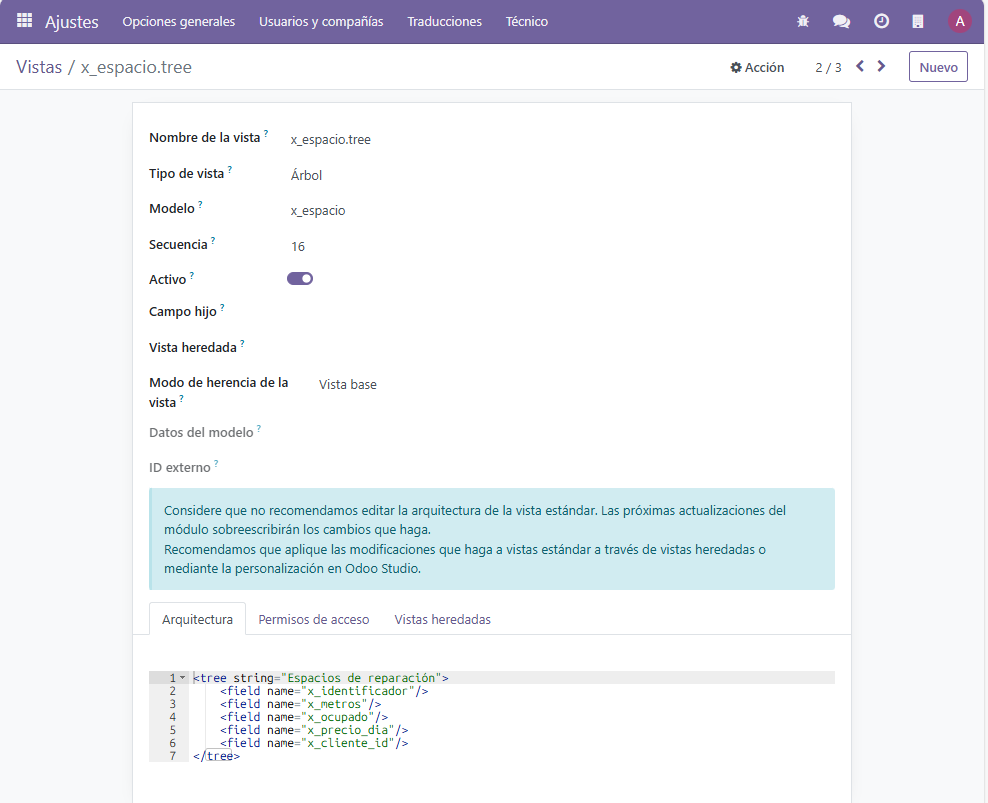 Ajustes Opciones generales Usuarios y compañías Traducciones Técnico A
Vistas / x_espacio.tree Acción 2 / 3 Nuevo
Nombre de la vista ? x_espacio.tree
Tipo de vista ? Árbol
Modelo ? x_espacio
Secuencia ? 16
Activo ?
Campo hijo ?
Vista heredada ?
Modo de herencia de la
vista ? Vista base
Datos del modelo ?
ID externo ?
Considere que no recomendamos editar la arquitectura de la vista estándar. Las próximas actualizaciones del
módulo sobreescribirán los cambios que haga.
Recomendamos que aplique las modificaciones que haga a vistas estándar a través de vistas heredadas o
mediante la personalización en Odoo Studio.
Arquitectura Permisos de acceso Vistas heredadas
1 <tree string="Espacios de reparación">
2 <field name="x_identificador"/>
3 <field name="x_metros"/>
4 <field name="x_ocupado"/>
5 <field name="x_precio_dia"/>
6 <field name="x_cliente_id"/>
7 </tree>